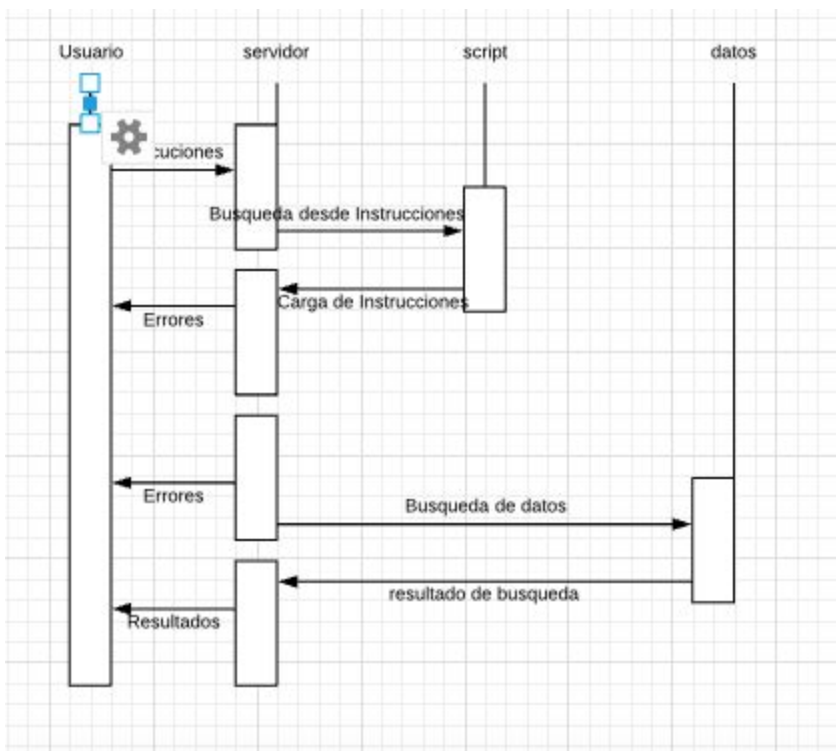 Usuario servidor script datos
cuciones
Busqueda desde Instrucciones
Carga de Instrucciones
Errores
Errores
Busqueda de datos
resultado de busqueda
Resultados